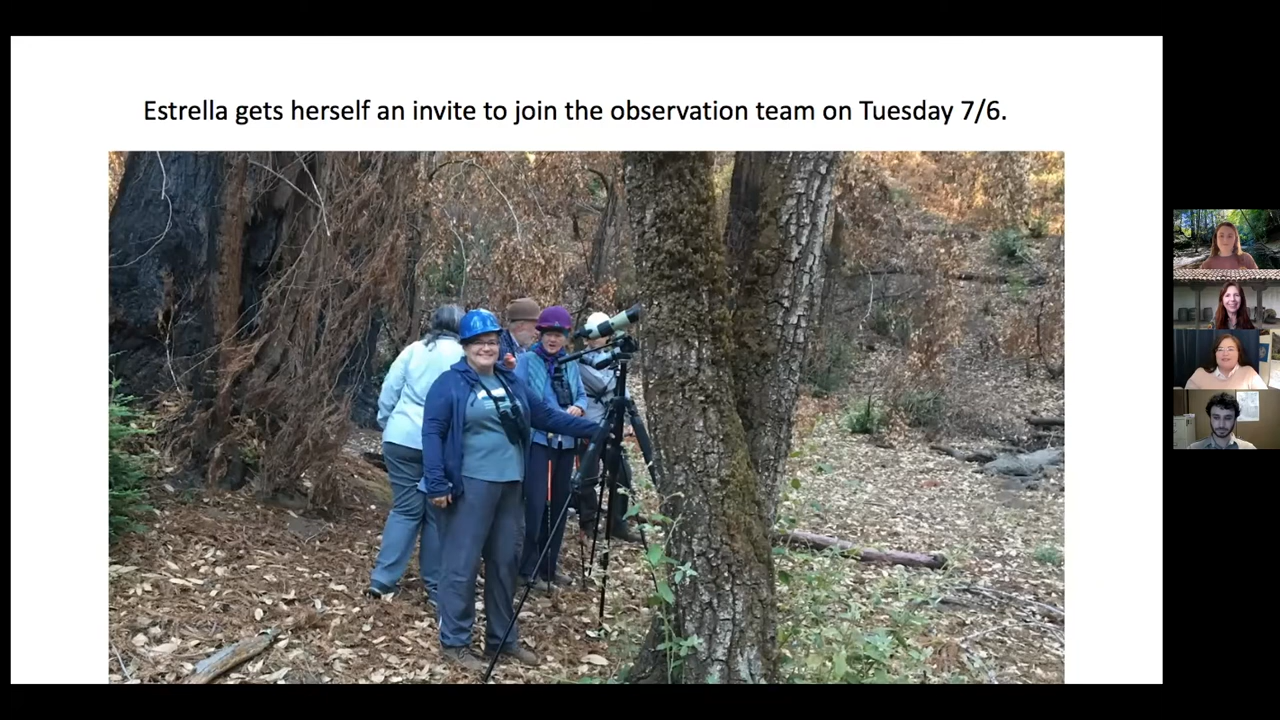 Estrella gets herself an invite to join the observation team on Tuesday 7/6.